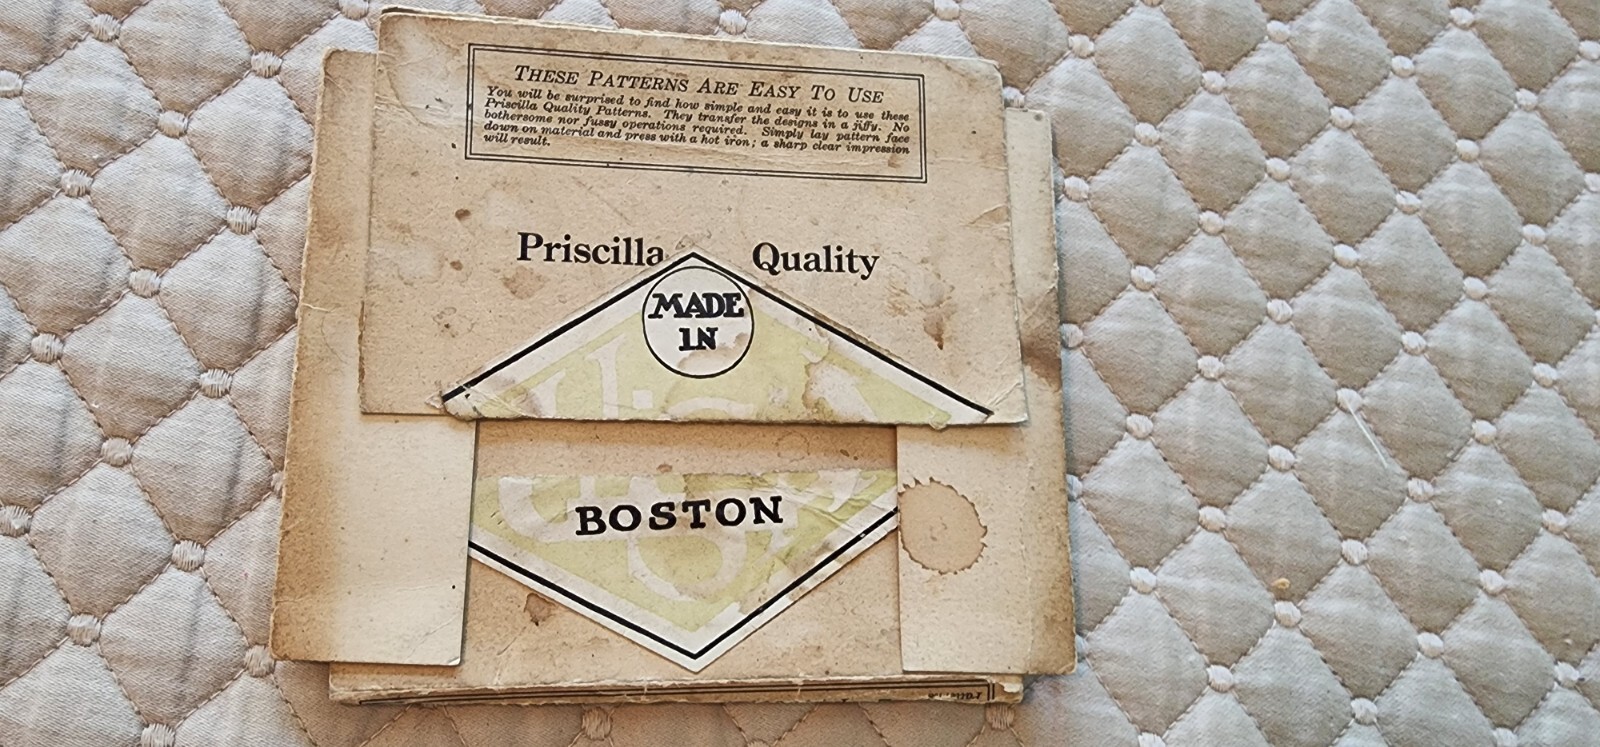 THESE PATTERNS ARE EASY TO USE
You will be surprised to find how simple and easy it is to use these
Priscilla Quality Patterns. They transfer the designs in a jiffy. No
bothersome nor fussy operations required. Simply lay pattern face
down on material and press with a hot iron; a sharp clear impression
will result.
Priscilla Quality
MADE
IN
BOSTON